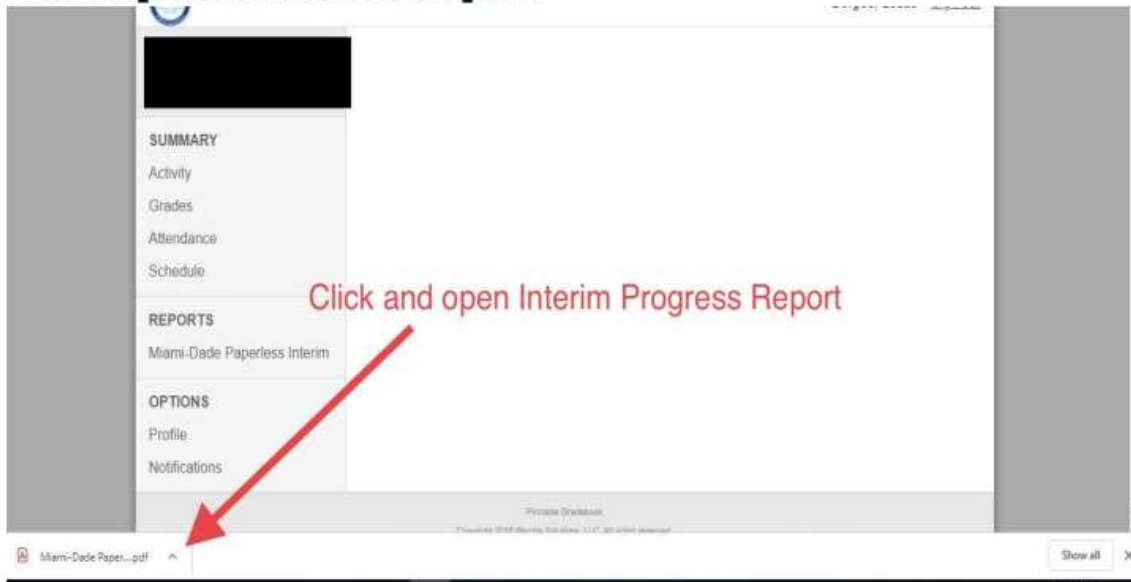 SUMMARY
Activity
Grades
Attendance
Schedule
Click and open Interim Progress Report
REPORTS
Miami-Dade Paperless Interim
OPTIONS
Profile
Notifications
Pinnacle Gradebook
Miami-Dade Paper....pdf
Show all